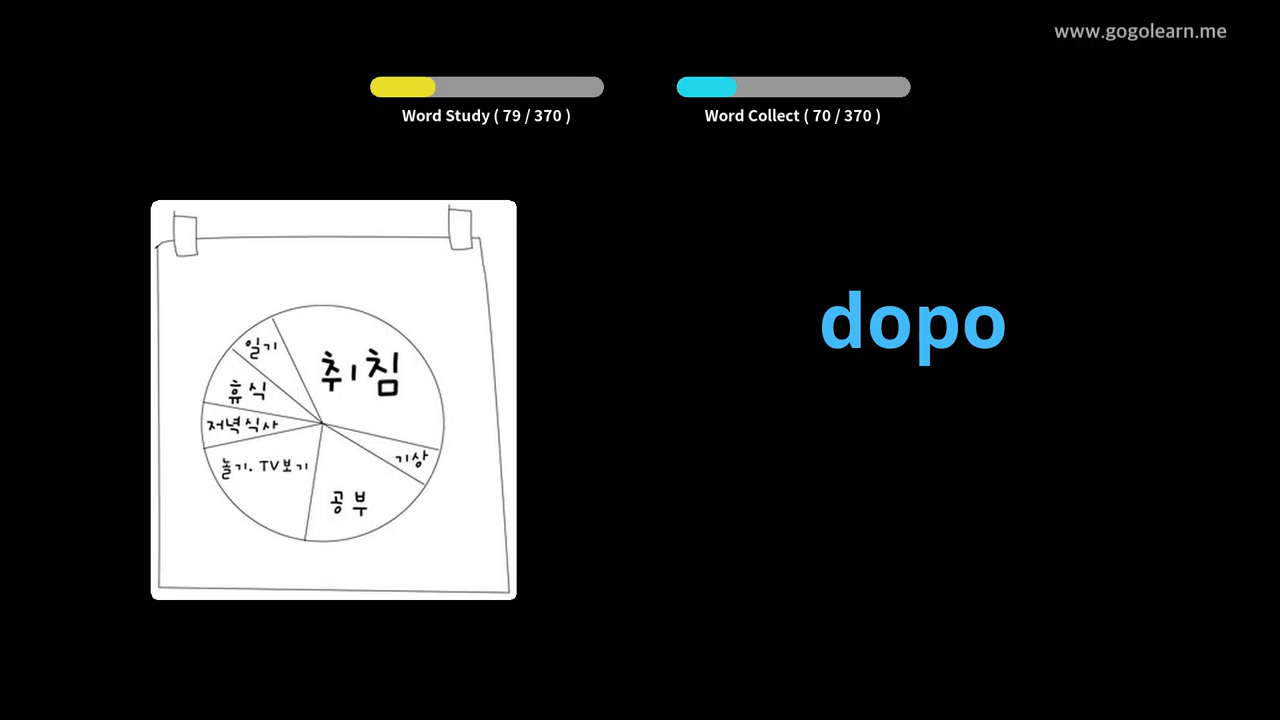 www.gogolearn.me
Word Study ( 79 / 370 )
Word Collect ( 70 / 370 )
일기
취침
휴식
저녁식사
놀기. TV보기
기상
공부
dopo